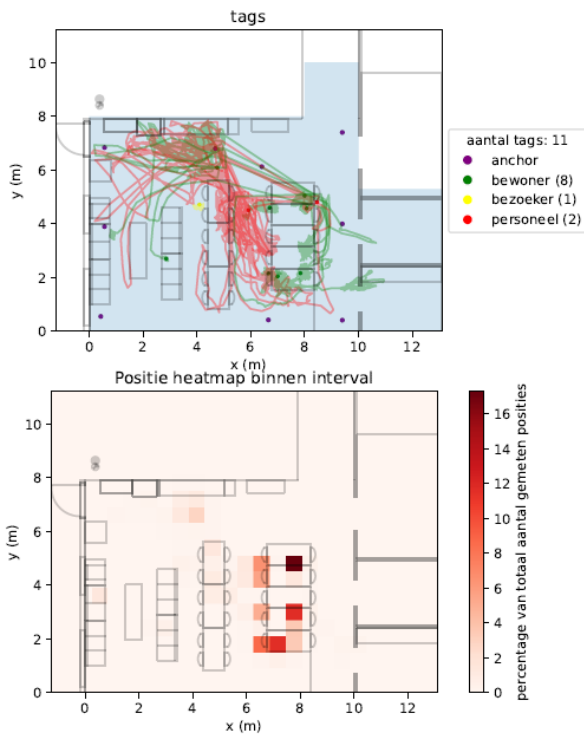 tags
y (m)
10
8
6
4
2
0
0 2 4 6 8 10 12
x (m)
aantal tags: 11
anchor
bewoner (8)
bezoeker (1)
personeel (2)
Positie heatmap binnen interval
y (m)
10
8
6
4
2
0
0 2 4 6 8 10 12
x (m)
16
14
12
10
8
6
4
2
0
percentage van totaal aantal gemeten posities